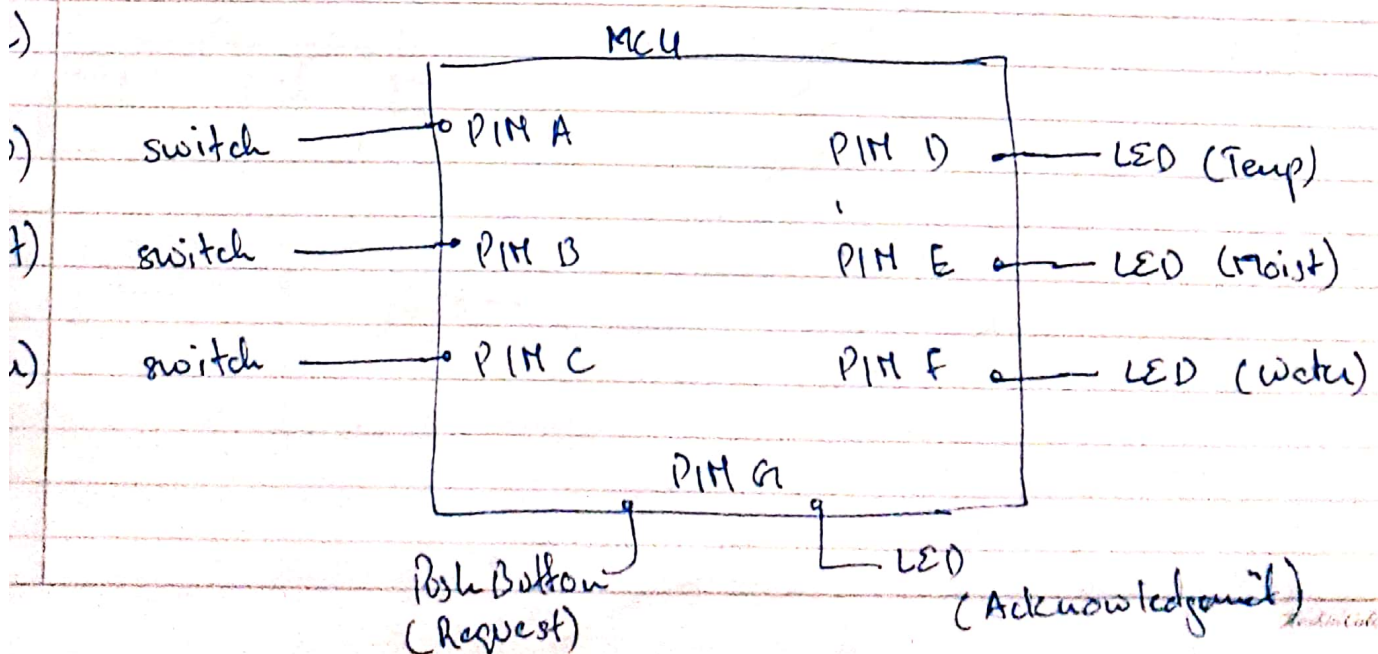 MCU
switch PIN A PIN D LED (Temp)
switch PIN B PIN E LED (Moist)
switch PIN C PIN F LED (Water)
PIN G
Push Button LED
(Request) (Acknowledgement)